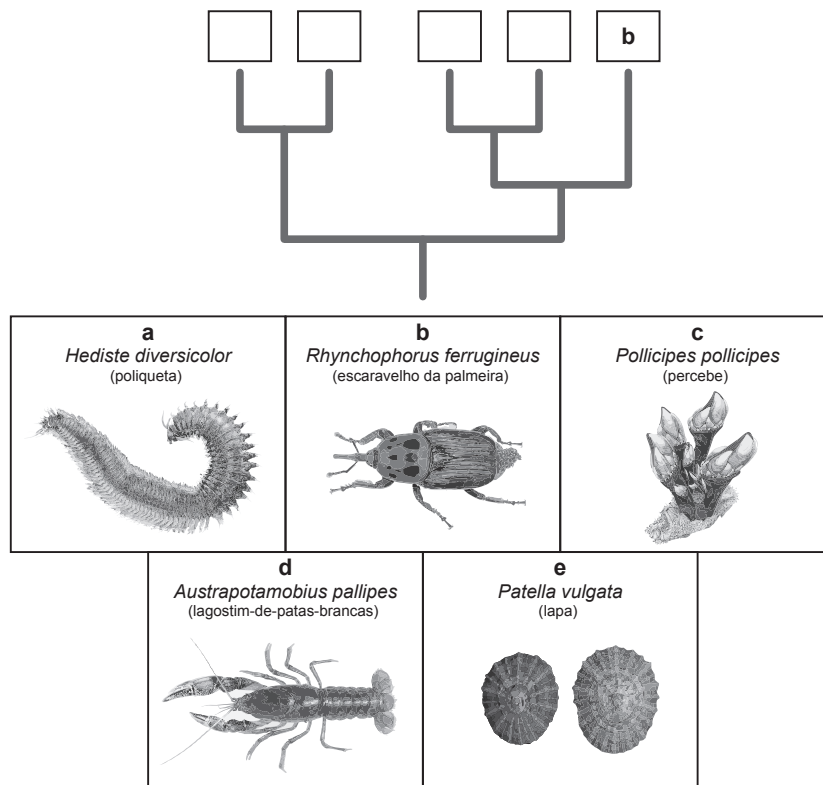 b
a
Hediste diversicolor
(poliqueta)
b
Rhynchophorus ferrugineus
(escaravelho da palmeira)
c
Pollicipes pollicipes
(percebe)
d
Austrapotamobius pallipes
(lagostim-de-patas-brancas)
e
Patella vulgata
(lapa)